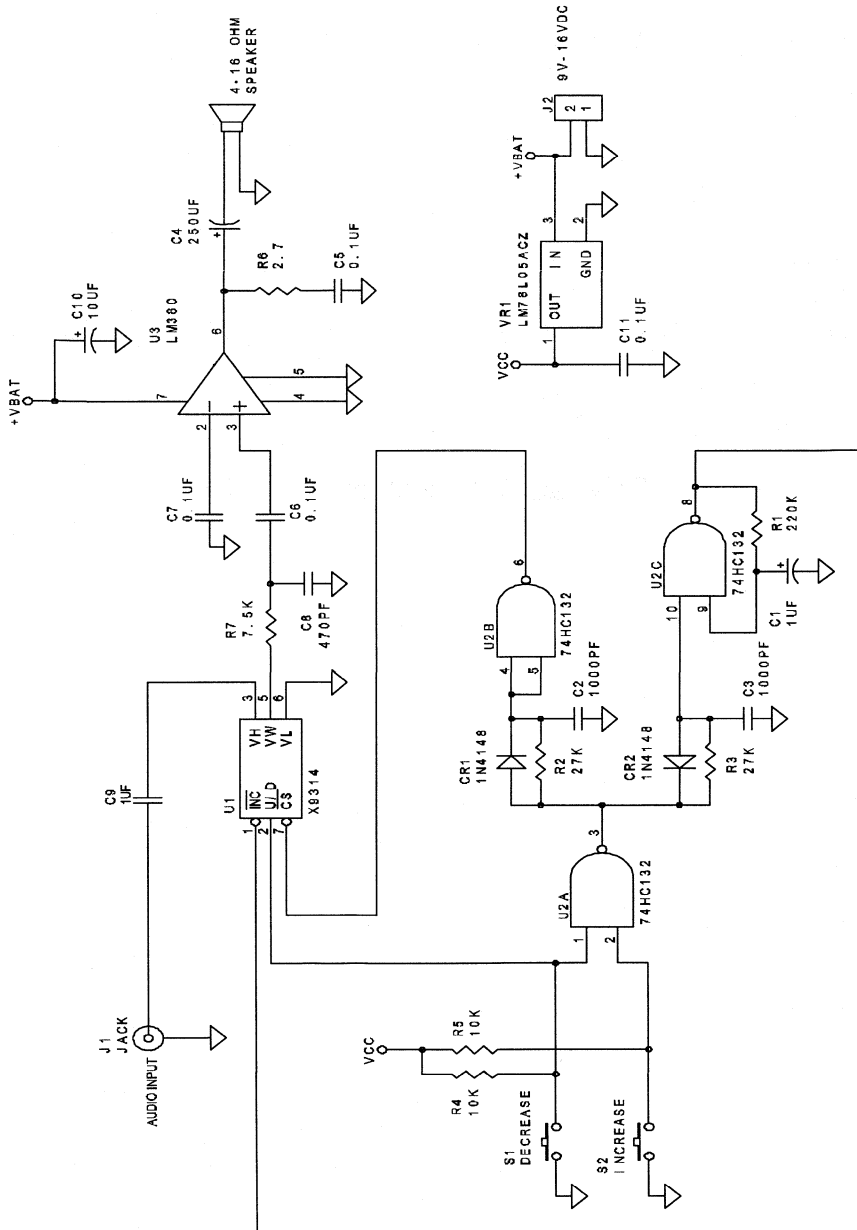 J1
JACK
AUDIO INPUT
C9
1UF
+VBAT
C10
10UF
U3
LM380
4-16 OHM
SPEAKER
C4
250UF
R6
2.7
C5
0.1UF
7
6
5
4
2
3
C7
0.1UF
C6
0.1UF
R7
7.5K
C8
470PF
U1
INC
U/D
CS
VH
VW
VL
X9314
1
2
7
3
5
6
VCC
R4
10K
R5
10K
S1
DECREASE
S2
INCREASE
U2A
1
2
3
74HC132
CR1
1N4148
R2
27K
C2
1000PF
U2B
4
5
6
74HC132
CR2
1N4148
R3
27K
C3
1000PF
U2C
10
9
8
74HC132
R1
220K
C1
1UF
VCC
VR1
LM78L05ACZ
OUT
IN
GND
1
3
2
C11
0.1UF
+VBAT
J2
2
1
9V-16VDC